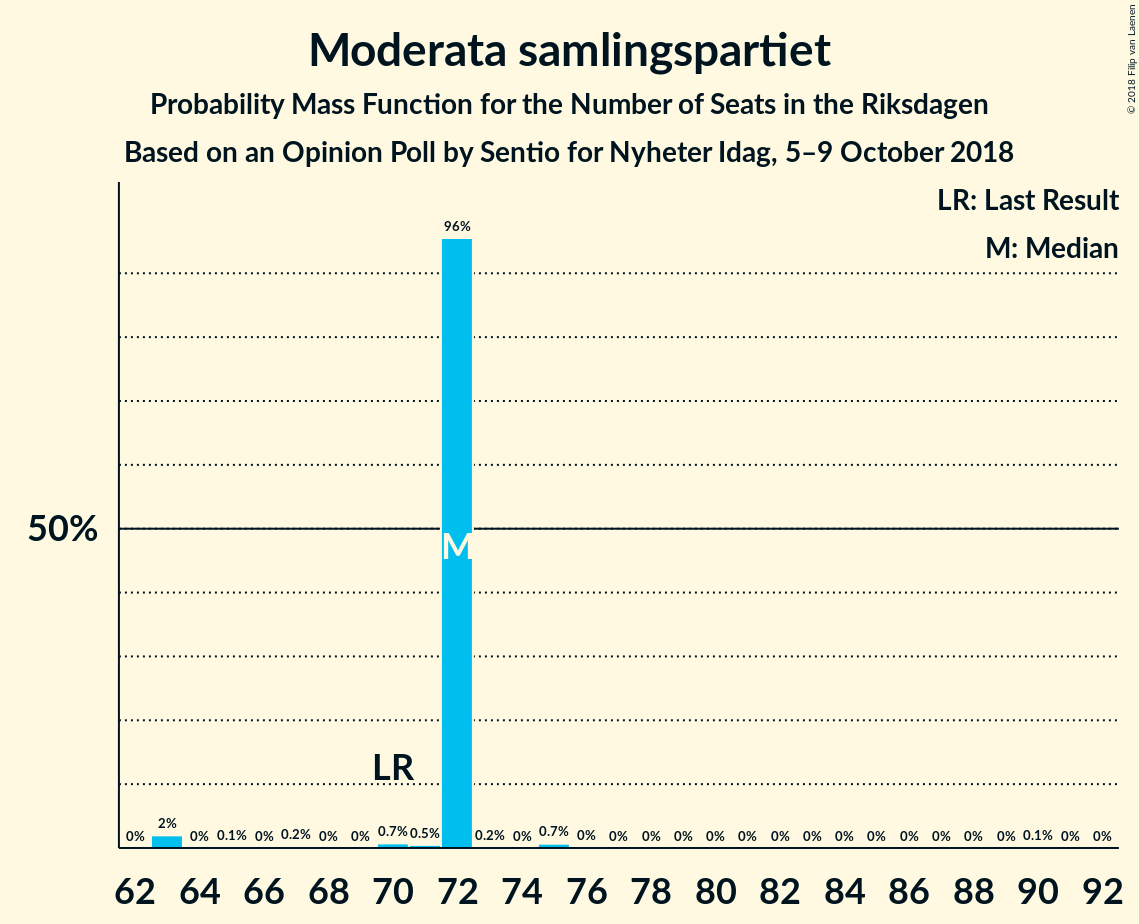 Moderata samlingspartiet
Probability Mass Function for the Number of Seats in the Riksdagen
Based on an Opinion Poll by Sentio for Nyheter Idag, 5–9 October 2018
© 2018 Filip van Laenen
LR: Last Result
M: Median
96%
50%
M
LR
0% 2% 0% 0.1% 0% 0.2% 0% 0% 0.7% 0.5% 0.2% 0% 0.7% 0% 0% 0% 0% 0% 0% 0% 0% 0% 0% 0% 0% 0% 0% 0.1% 0% 0%
62 64 66 68 70 72 74 76 78 80 82 84 86 88 90 92